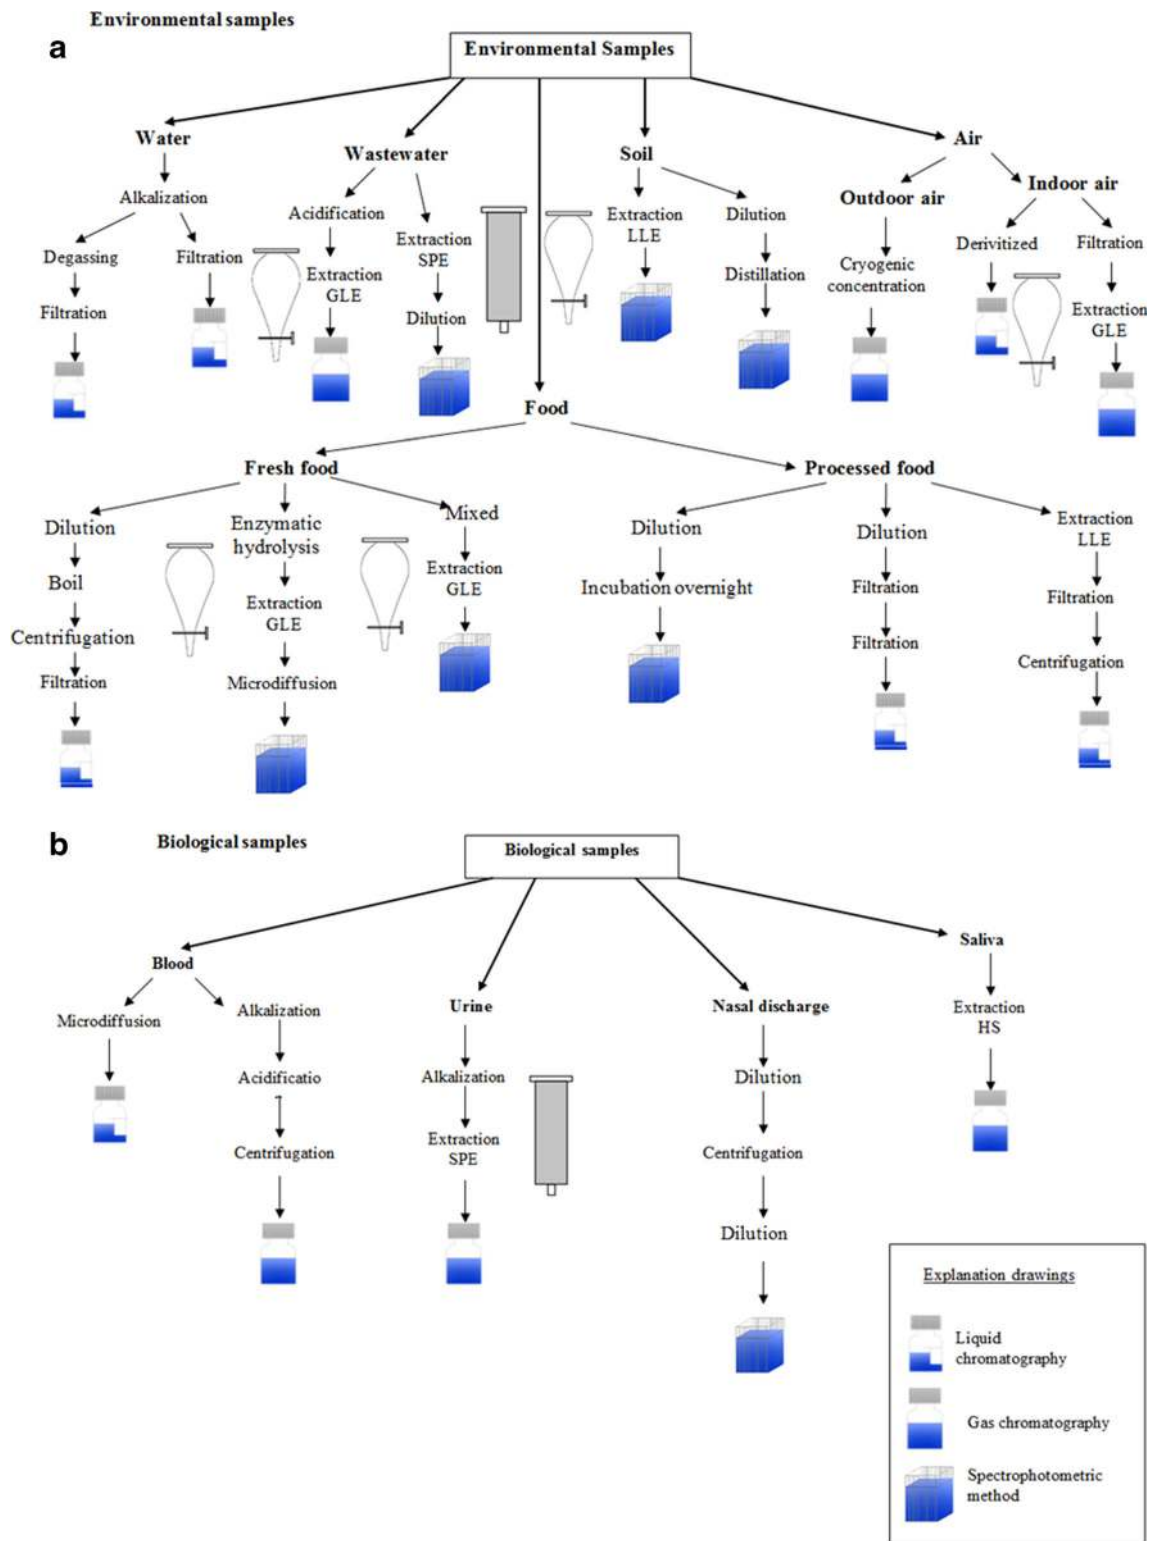 Environmental samples
a
Environmental Samples
Water
Wastewater
Soil
Air
Outdoor air
Indoor air
Alkalization
Degassing
Filtration
Filtration
Acidification
Extraction
GLE
Extraction
SPE
Dilution
Extraction
LLE
Dilution
Distillation
Cryogenic
concentration
Derivitized
Filtration
Extraction
GLE
Food
Fresh food
Processed food
Dilution
Boil
Centrifugation
Filtration
Enzymatic
hydrolysis
Extraction
GLE
Microdiffusion
Mixed
Extraction
GLE
Dilution
Incubation overnight
Dilution
Filtration
Filtration
Extraction
LLE
Filtration
Centrifugation
b
Biological samples
Biological samples
Blood
Urine
Nasal discharge
Saliva
Microdiffusion
Alkalization
Acidificatio
Centrifugation
Alkalization
Extraction
SPE
Dilution
Centrifugation
Dilution
Extraction
HS
Explanation drawings
Liquid
chromatography
Gas chromatography
Spectrophotometric
method